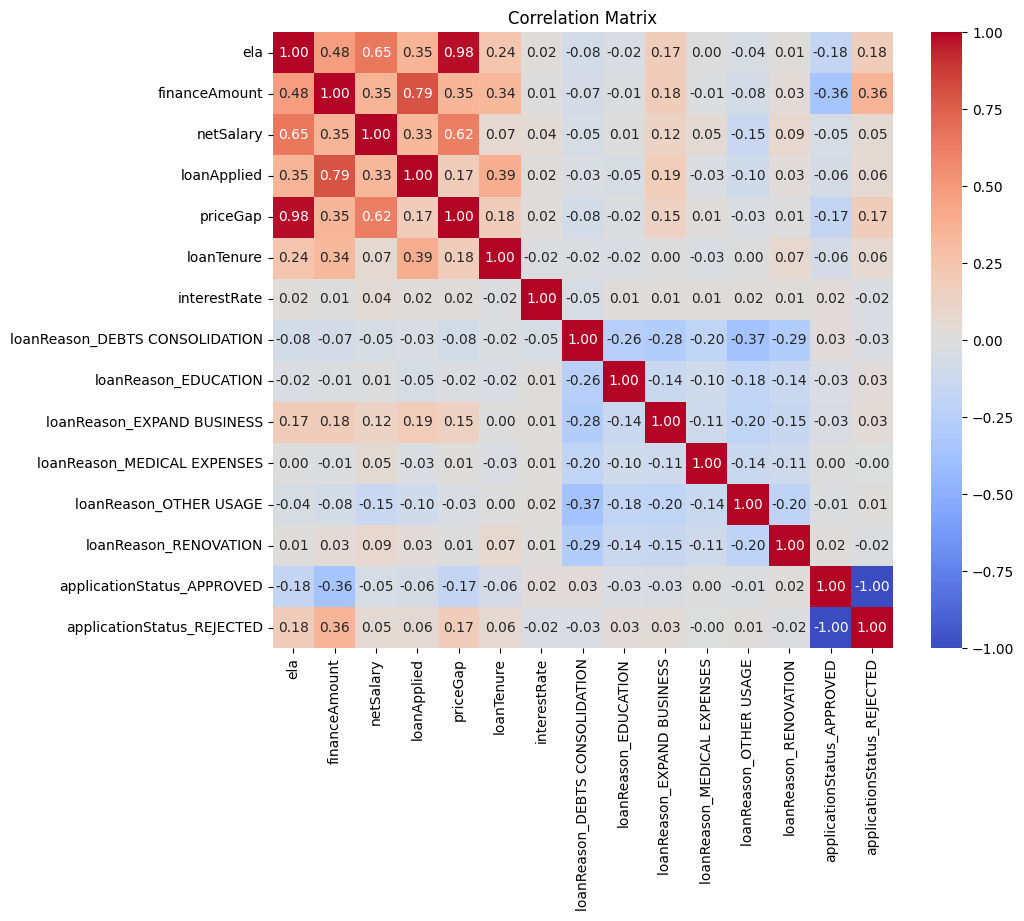 Correlation Matrix
ela 1.00 0.48 0.65 0.35 0.98 0.24 0.02 -0.08 -0.02 0.17 0.00 -0.04 0.01 -0.18 0.18
financeAmount 0.48 1.00 0.35 0.79 0.35 0.34 0.01 -0.07 -0.01 0.18 -0.01 -0.08 0.03 -0.36 0.36
netSalary 0.65 0.35 1.00 0.33 0.62 0.07 0.04 -0.05 0.01 0.12 0.05 -0.15 0.09 -0.05 0.05
loanApplied 0.35 0.79 0.33 1.00 0.17 0.39 0.02 -0.03 -0.05 0.19 -0.03 -0.10 0.03 -0.06 0.06
priceGap 0.98 0.35 0.62 0.17 1.00 0.18 0.02 -0.08 -0.02 0.15 0.01 -0.03 0.01 -0.17 0.17
loanTenure 0.24 0.34 0.07 0.39 0.18 1.00 -0.02 -0.02 -0.02 0.00 -0.03 0.00 0.07 -0.06 0.06
interestRate 0.02 0.01 0.04 0.02 0.02 -0.02 1.00 -0.05 0.01 0.01 0.01 0.02 0.01 0.02 -0.02
loanReason_DEBTS CONSOLIDATION -0.08 -0.07 -0.05 -0.03 -0.08 -0.02 -0.05 1.00 -0.26 -0.28 -0.20 -0.37 -0.29 0.03 -0.03
loanReason_EDUCATION -0.02 -0.01 0.01 -0.05 -0.02 -0.02 0.01 -0.26 1.00 -0.14 -0.10 -0.18 -0.14 -0.03 0.03
loanReason_EXPAND BUSINESS 0.17 0.18 0.12 0.19 0.15 0.00 0.01 -0.28 -0.14 1.00 -0.11 -0.20 -0.15 -0.03 0.03
loanReason_MEDICAL EXPENSES 0.00 -0.01 0.05 -0.03 0.01 -0.03 0.01 -0.20 -0.10 -0.11 1.00 -0.14 -0.11 0.00 -0.00
loanReason_OTHER USAGE -0.04 -0.08 -0.15 -0.10 -0.03 0.00 0.02 -0.37 -0.18 -0.20 -0.14 1.00 -0.20 -0.01 0.01
loanReason_RENOVATION 0.01 0.03 0.09 0.03 0.01 0.07 0.01 -0.29 -0.14 -0.15 -0.11 -0.20 1.00 0.02 -0.02
applicationStatus_APPROVED -0.18 -0.36 -0.05 -0.06 -0.17 -0.06 0.02 0.03 -0.03 -0.03 0.00 -0.01 0.02 1.00 -1.00
applicationStatus_REJECTED 0.18 0.36 0.05 0.06 0.17 0.06 -0.02 -0.03 0.03 0.03 -0.00 0.01 -0.02 -1.00 1.00
ela
financeAmount
netSalary
loanApplied
priceGap
loanTenure
interestRate
loanReason_DEBTS CONSOLIDATION
loanReason_EDUCATION
loanReason_EXPAND BUSINESS
loanReason_MEDICAL EXPENSES
loanReason_OTHER USAGE
loanReason_RENOVATION
applicationStatus_APPROVED
applicationStatus_REJECTED
1.00
0.75
0.50
0.25
0.00
-0.25
-0.50
-0.75
-1.00